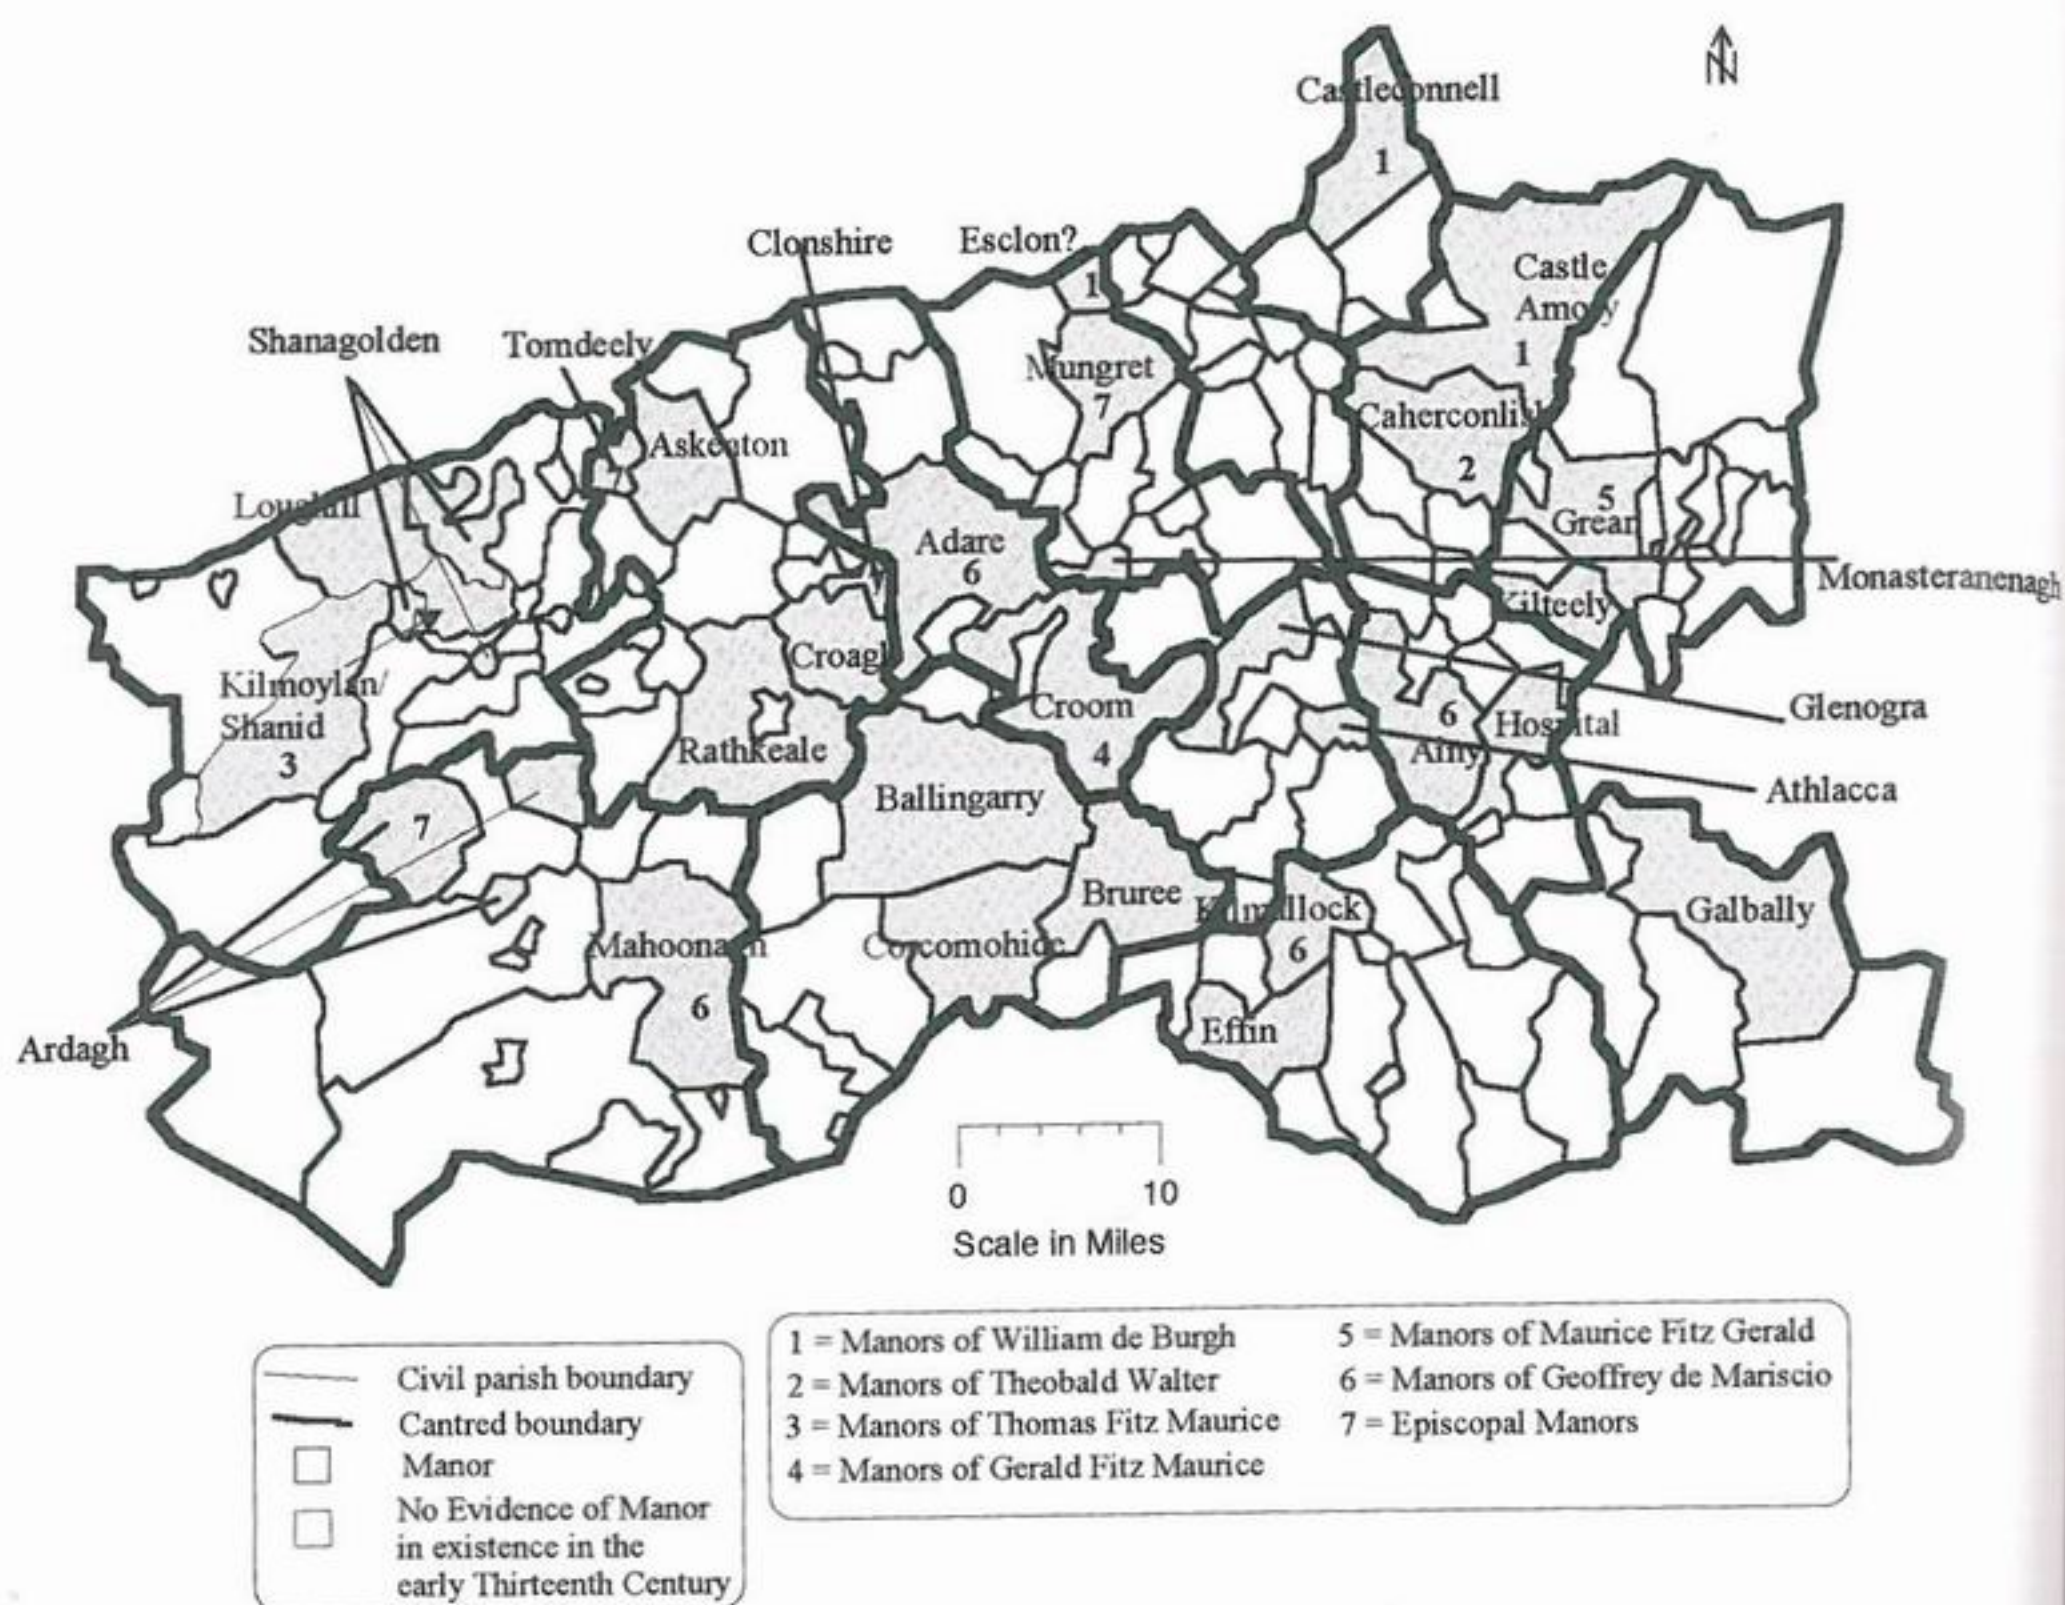 N
Castleconnell
1
Clonshire
Esclon?
1
Castle
Amory
1
Shanagolden
Tomdeely
Mungret
7
Caherconlish
2
Askeaton
7
Loughill
5
Grean
Adare
6
Monasteranenagh
Kilteely
Croagh
Kilmoylan/
Shanid
3
Croom
4
Glenogra
6
Hospital
Ainy
Rathkeale
Athlacca
Ballingarry
7
Bruree
Kilmallock
6
Galbally
Mahoonagh
6
Corcomohide
Effin
Ardagh
0 10
Scale in Miles
Civil parish boundary
Cantred boundary
Manor
No Evidence of Manor
in existence in the
early Thirteenth Century
1 = Manors of William de Burgh
2 = Manors of Theobald Walter
3 = Manors of Thomas Fitz Maurice
4 = Manors of Gerald Fitz Maurice
5 = Manors of Maurice Fitz Gerald
6 = Manors of Geoffrey de Mariscio
7 = Episcopal Manors